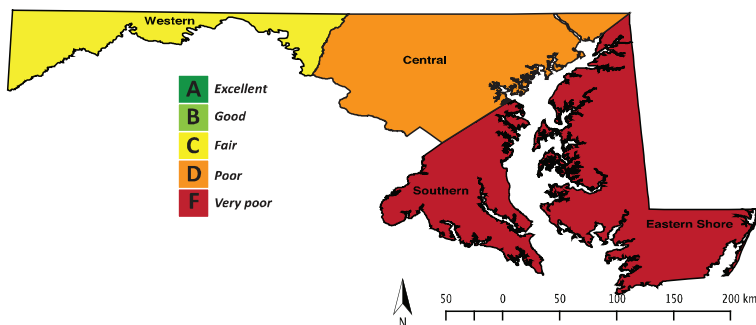 Western
Central
A Excellent
B Good
C Fair
D Poor
F Very poor
Southern
Eastern Shore
N
50 0 50 100 150 200 km